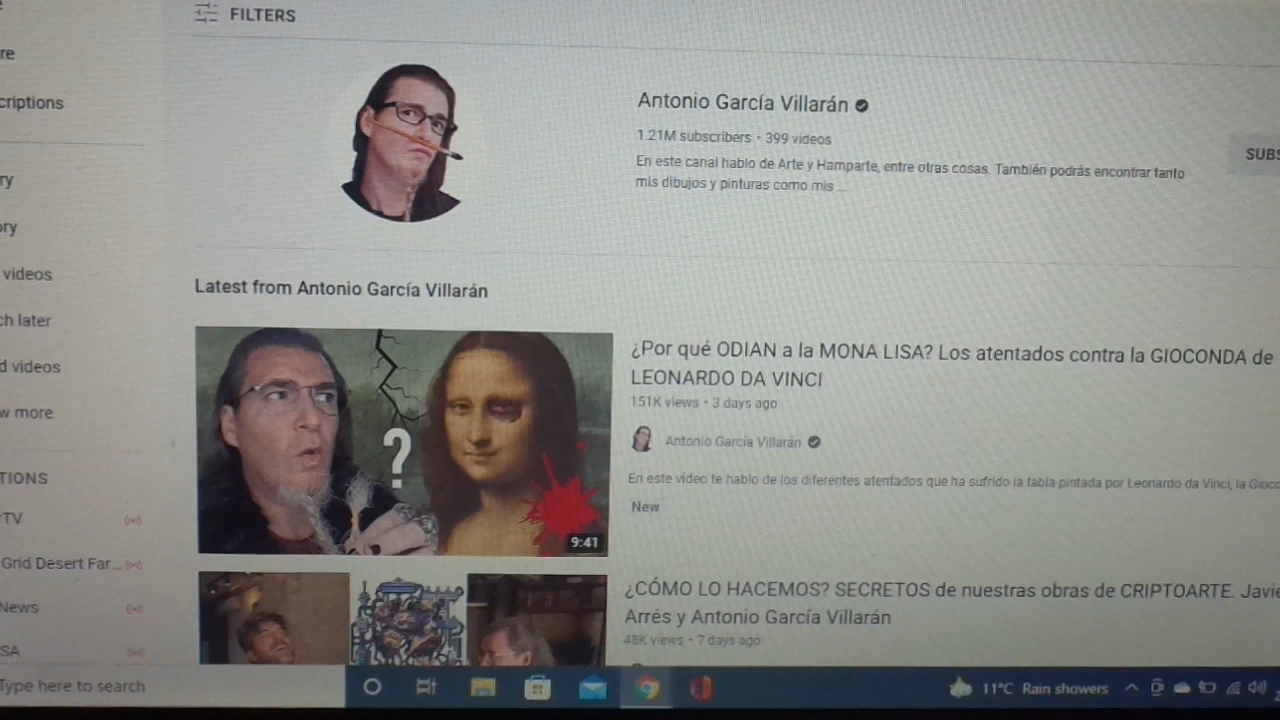 FILTERS
re
criptions
ry
ory
videos
ch later
d videos
w more
TIONS
TV
Grid Desert Far...
News
SA
Antonio García Villarán
1.21M subscribers • 399 videos
En este canal hablo de Arte y Hamparte, entre otras cosas. También podrás encontrar tanto
mis dibujos y pinturas como mis ...
SUBS
Latest from Antonio García Villarán
?
9:41
¿Por qué ODIAN a la MONA LISA? Los atentados contra la GIOCONDA de
LEONARDO DA VINCI
151K views • 3 days ago
Antonio García Villarán
En este vídeo te hablo de los diferentes atentados que ha sufrido la tabla pintada por Leonardo da Vinci, la Gioco
New
¿CÓMO LO HACEMOS? SECRETOS de nuestras obras de CRIPTOARTE. Javie
Arrés y Antonio García Villarán
48K views • 7 days ago
Type here to search
11°C Rain showers